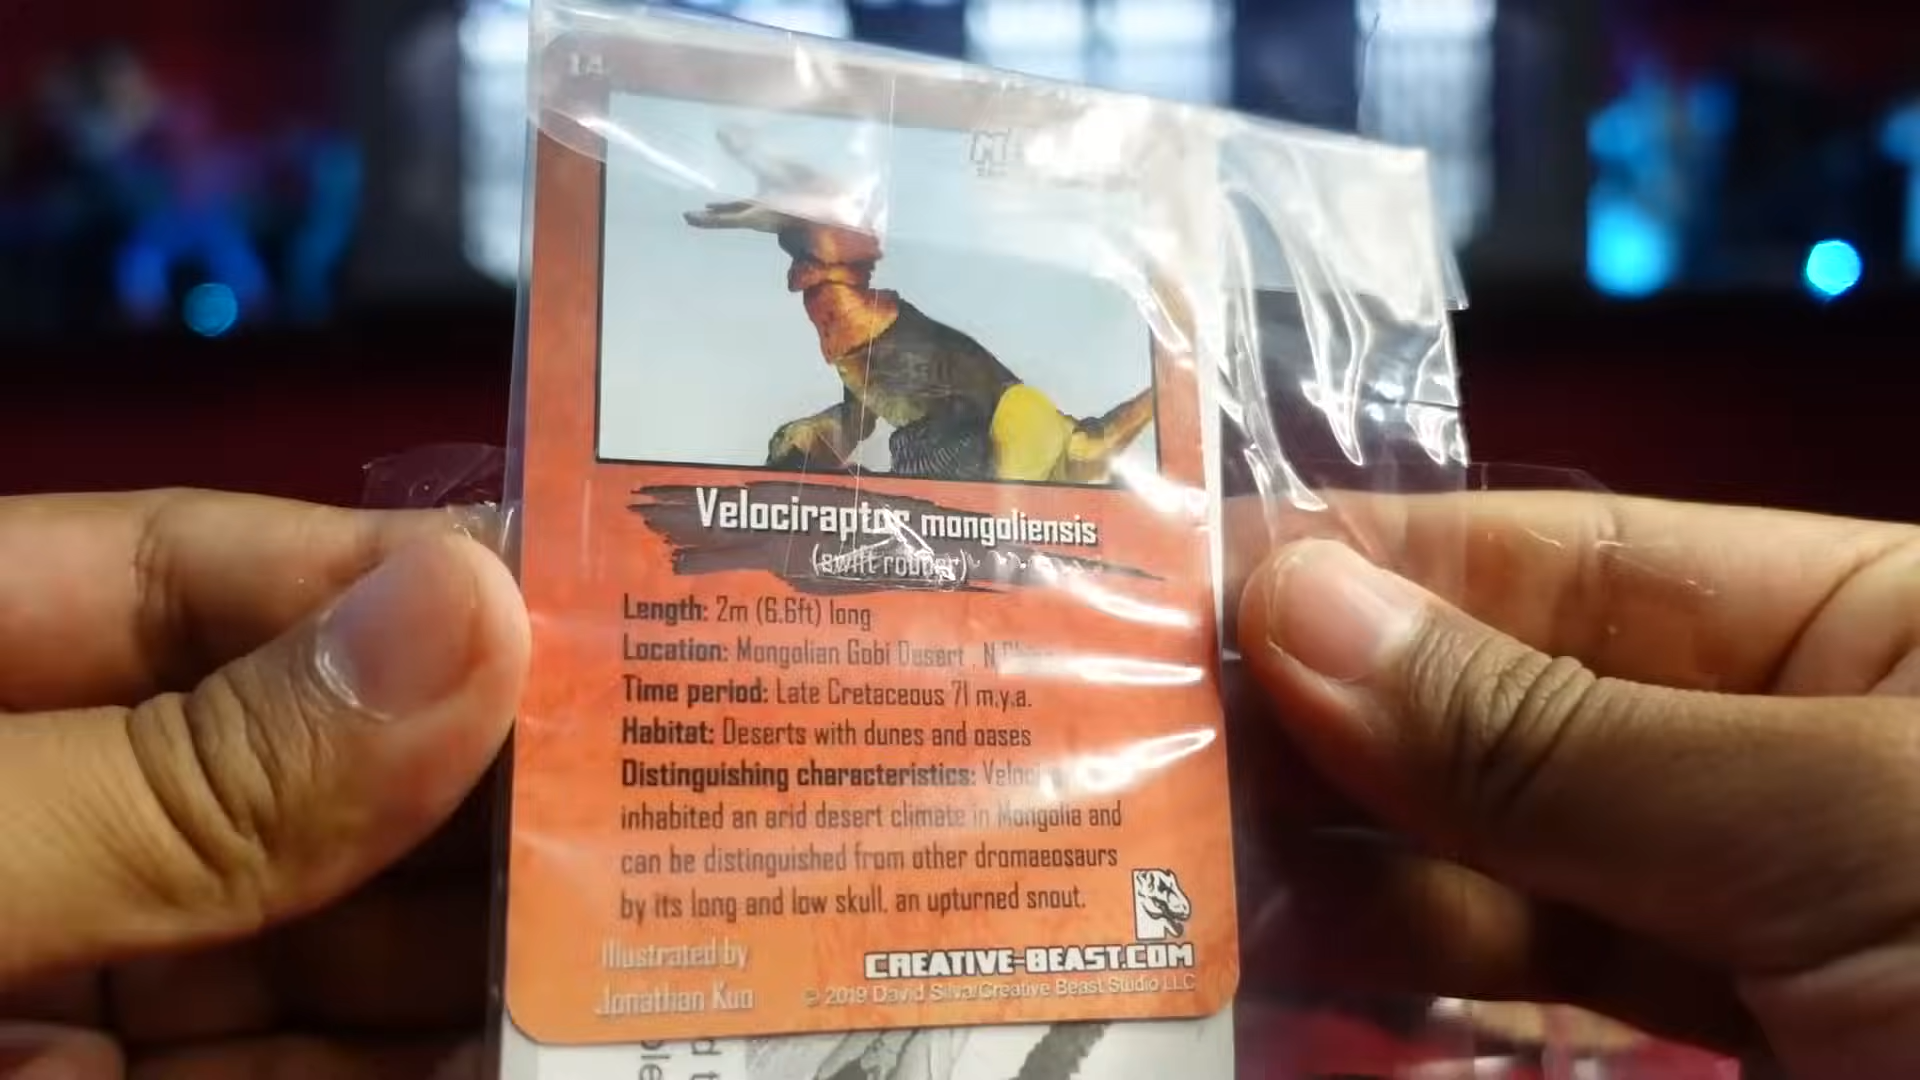 14
Velociraptor mongoliensis
(swift robber)
Length: 2m (6.6ft) long
Location: Mongolian Gobi Desert , N
Time period: Late Cretaceous 71 m.y.a.
Habitat: Deserts with dunes and oases
Distinguishing characteristics:
inhabited an arid desert climate in Mongolia and
can be distinguished from other dromaeosaurs
by its long and low skull, an upturned snout.
Illustrated by
Jonathan Kuo
CREATIVE-BEAST.COM
© 2019 David Silva/Creative Beast Studio LLC